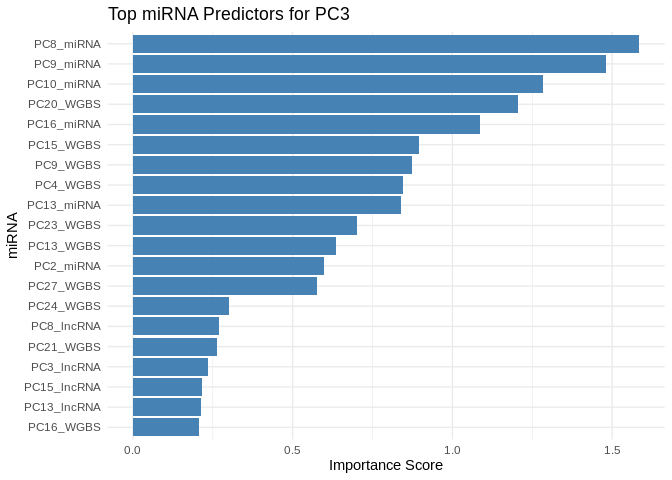 Top miRNA Predictors for PC3
PC8_miRNA
PC9_miRNA
PC10_miRNA
PC20_WGBS
PC16_miRNA
PC15_WGBS
PC9_WGBS
PC4_WGBS
PC13_miRNA
PC23_WGBS
PC13_WGBS
PC2_miRNA
PC27_WGBS
PC24_WGBS
PC8_lncRNA
PC21_WGBS
PC3_lncRNA
PC15_lncRNA
PC13_lncRNA
PC16_WGBS
miRNA
0.0 0.5 1.0 1.5
Importance Score